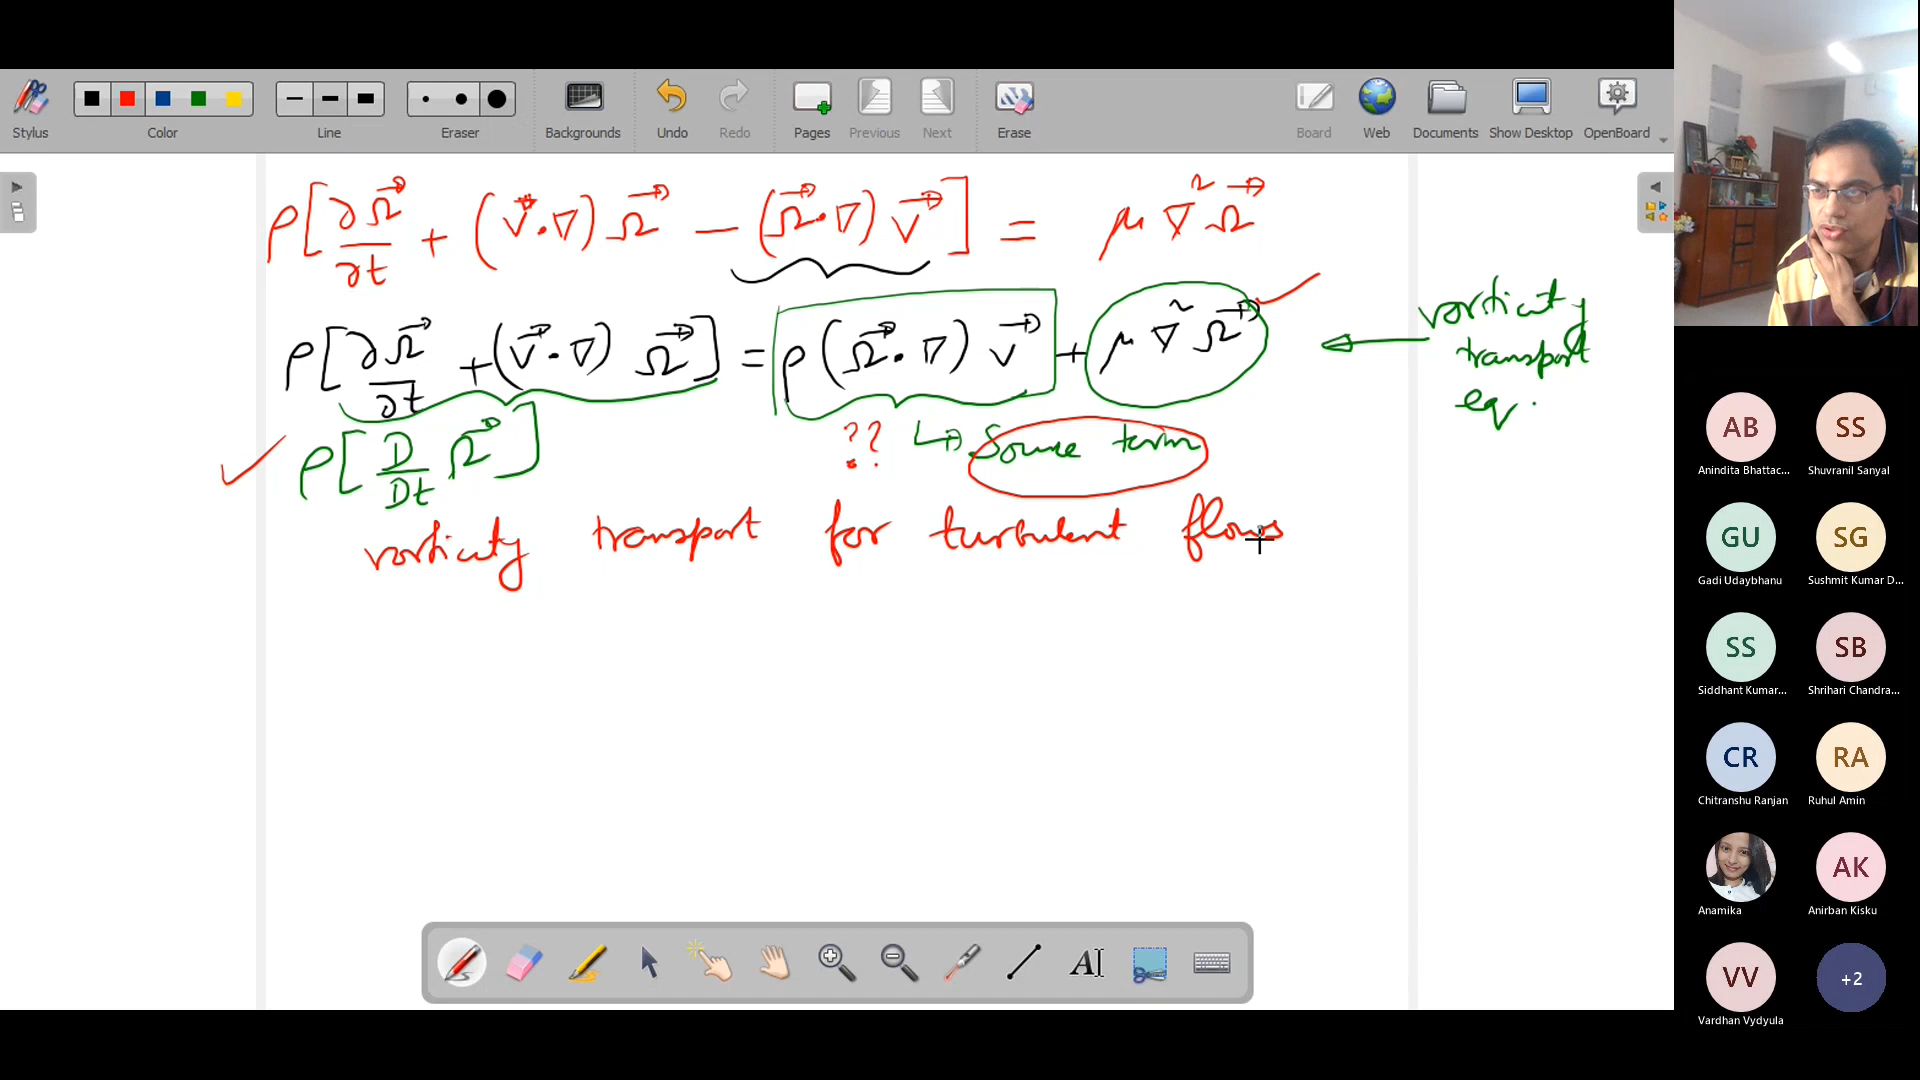 Stylus
Color
Line
Eraser
Backgrounds
Undo
Redo
Pages
Previous
Next
Erase
Board
Web
Documents
Show Desktop
OpenBoard
ρ[∂Ω⃗/∂t + (V⃗·∇)Ω⃗ − (Ω⃗·∇)V⃗] = μ∇²Ω⃗
ρ[∂Ω⃗/∂t + (V⃗·∇)Ω⃗] = ρ(Ω⃗·∇)V⃗ + μ∇²Ω⃗
vorticity
transport
eq.
ρ[D/Dt Ω⃗]
?? ↳ Source term
vorticity transport for turbulent flows
AB
Anindita Bhattac...
SS
Shuvranil Sanyal
GU
Gadi Udaybhanu
SG
Sushmit Kumar D...
SS
Siddhant Kumar...
SB
Shrihari Chandra...
CR
Chitranshu Ranjan
RA
Ruhul Amin
Anamika
AK
Anirban Kisku
VV
Vardhan Vydyula
+2